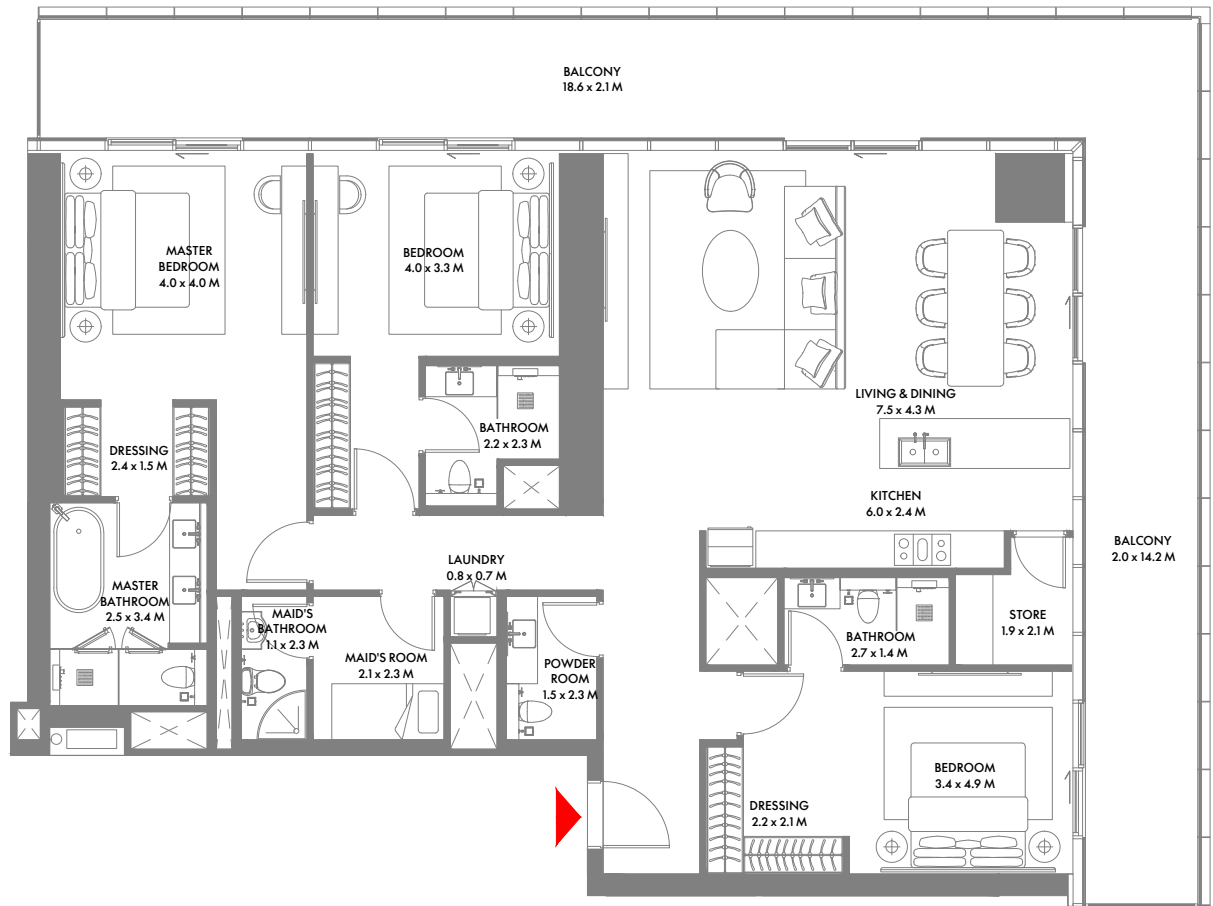 BALCONY
18.6 x 2.1 M
MASTER
BEDROOM
4.0 x 4.0 M
BEDROOM
4.0 x 3.3 M
LIVING & DINING
7.5 x 4.3 M
BATHROOM
2.2 x 2.3 M
DRESSING
2.4 x 1.5 M
KITCHEN
6.0 x 2.4 M
BALCONY
2.0 x 14.2 M
LAUNDRY
0.8 x 0.7 M
MASTER
BATHROOM
2.5 x 3.4 M
MAID'S
BATHROOM
1.1 x 2.3 M
MAID'S ROOM
2.1 x 2.3 M
POWDER
ROOM
1.5 x 2.3 M
BATHROOM
2.7 x 1.4 M
STORE
1.9 x 2.1 M
BEDROOM
3.4 x 4.9 M
DRESSING
2.2 x 2.1 M